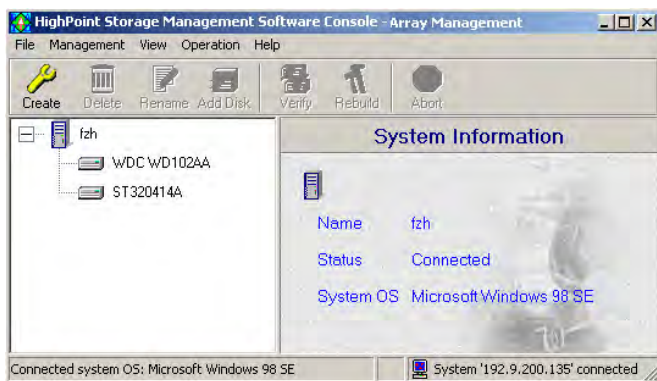 HighPoint Storage Management Software Console - Array Management
File Management View Operation Help
Create Delete Rename Add Disk Verify Rebuild Abort
fzh
WDC WD102AA
ST320414A
System Information
Name fzh
Status Connected
System OS Microsoft Windows 98 SE
Connected system OS: Microsoft Windows 98 SE
System '192.9.200.135' connected